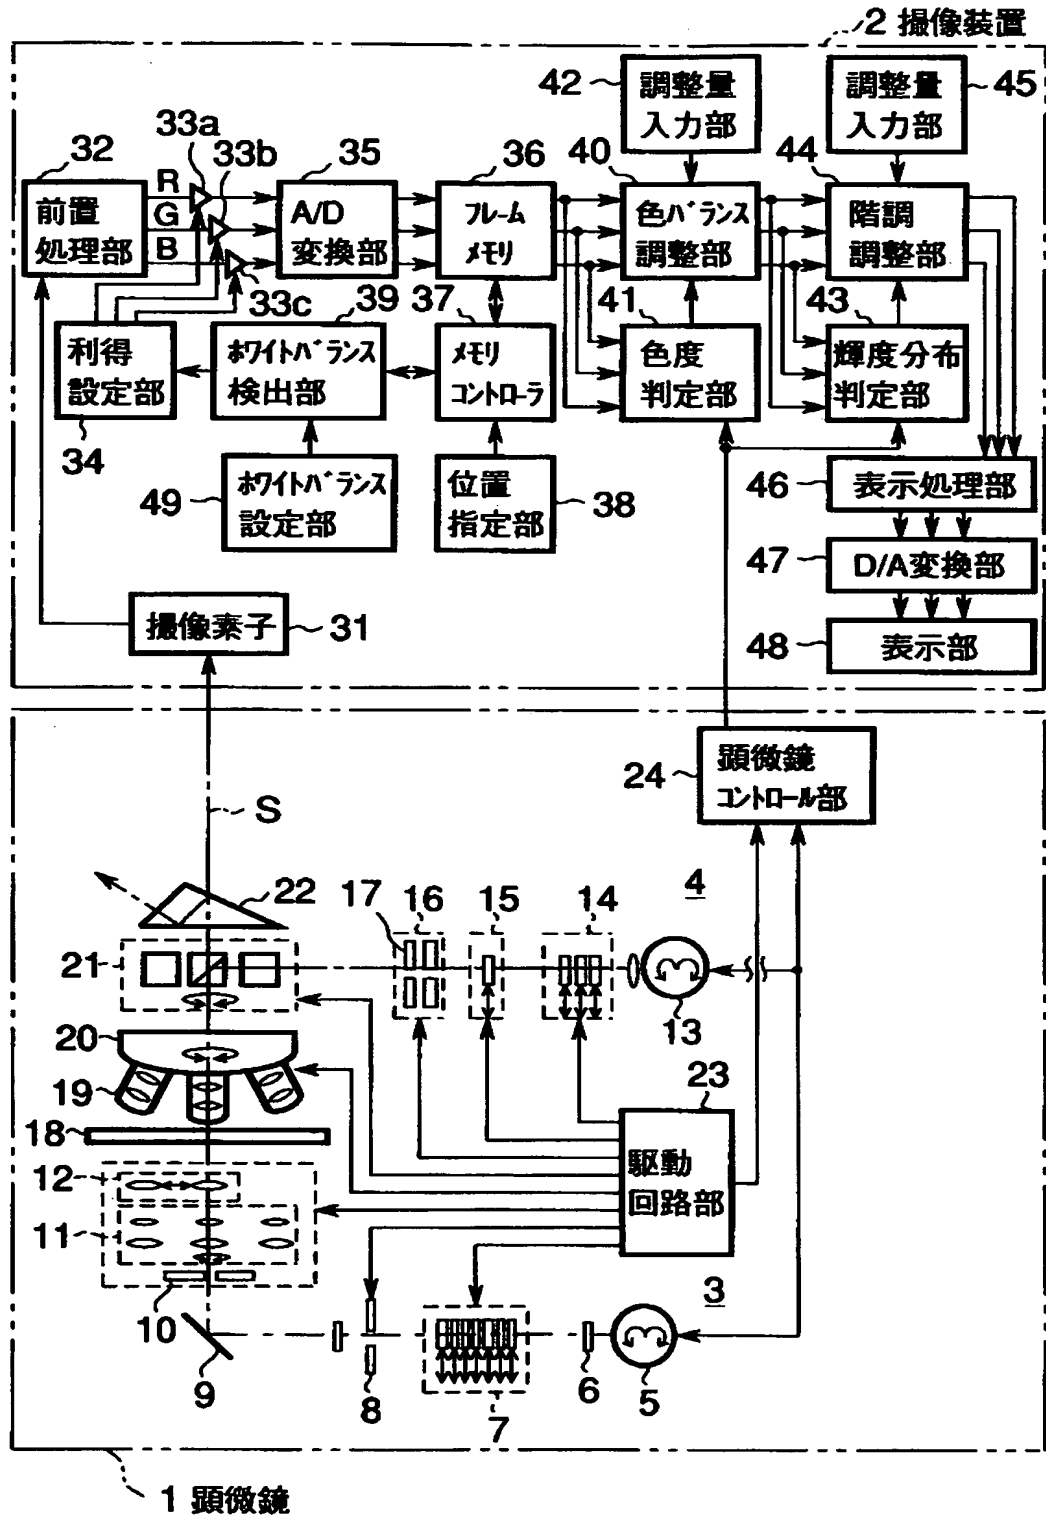 2 撮像装置
42
調整量
入力部
調整量
入力部
45
32
33a
33b
35
36
40
44
前置
処理部
R
G
B
A/D
変換部
フレーム
メモリ
色バランス
調整部
階調
調整部
33c
39
37
41
43
利得
設定部
ホワイトバランス
検出部
メモリ
コントローラ
色度
判定部
輝度分布
判定部
34
49
ホワイトバランス
設定部
位置
指定部
38
46
表示処理部
47
D/A変換部
撮像素子
31
48
表示部
24
顕微鏡
コントロール部
S
22
17
16
15
14
4
21
13
20
19
23
18
駆動
回路部
12
11
10
3
9
8
7
6
5
1 顕微鏡